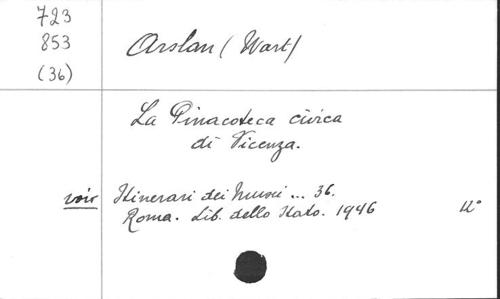 723
853
(36)
Arslan (Wart)
La Pinacoteca civica
di Vicenza.
voir Itinerari dei Musei ... 36.
Roma. Lib. dello Stato. 1946 12°